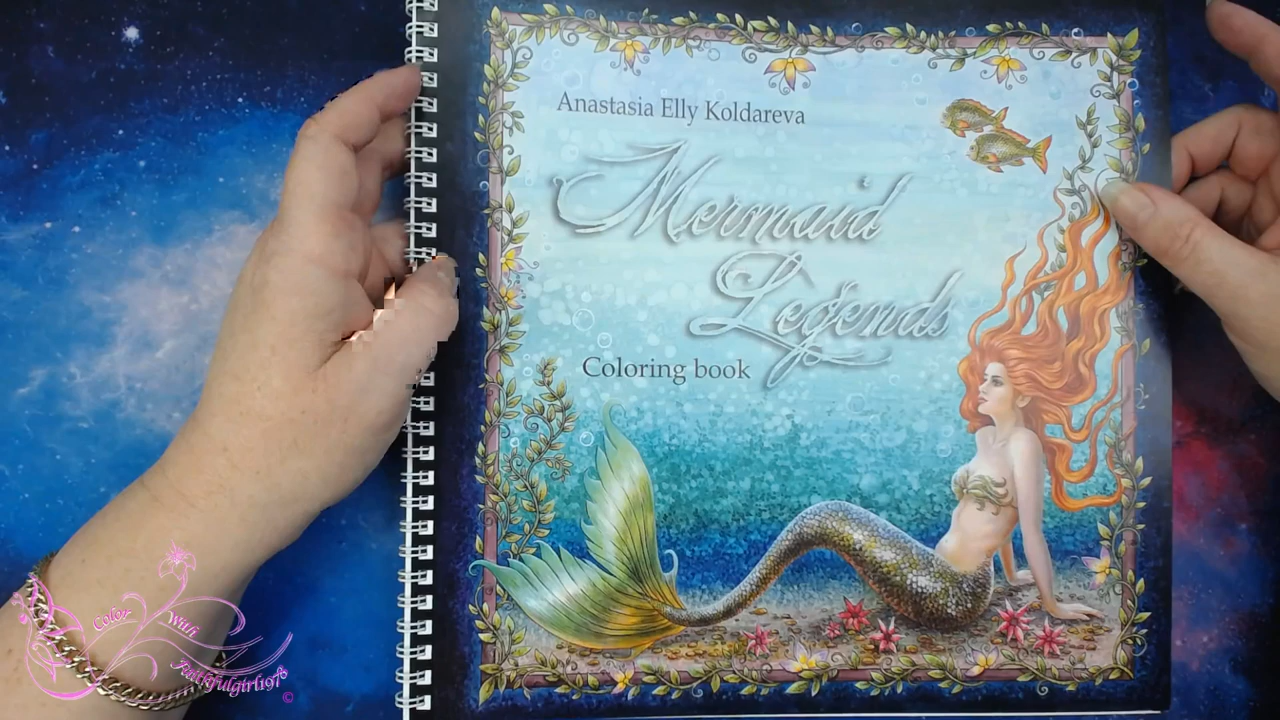 Anastasia Elly Koldareva
Mermaid
Legends
Coloring book
Color With
Faithfulgirl1978 ©